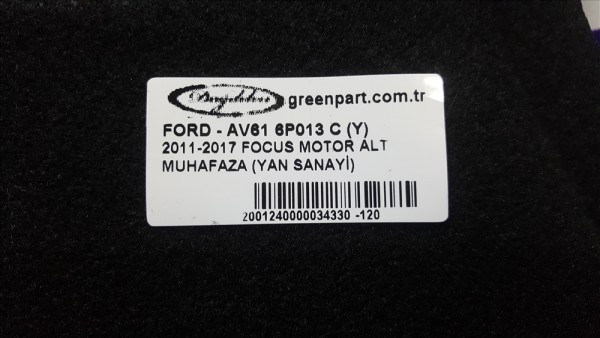 greenpart.com.tr
FORD - AV61 6P013 C (Y)
2011-2017 FOCUS MOTOR ALT
MUHAFAZA (YAN SANAYİ)
2001240000034330 -120